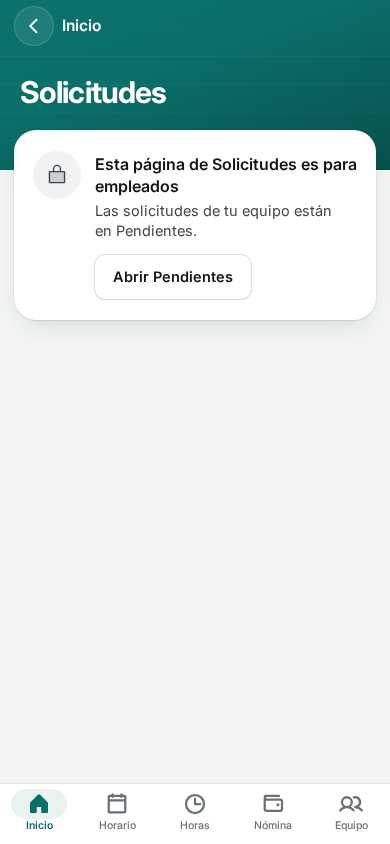 Inicio
Solicitudes
Esta página de Solicitudes es para
empleados
Las solicitudes de tu equipo están
en Pendientes.
Abrir Pendientes
Inicio
Horario
Horas
Nómina
Equipo